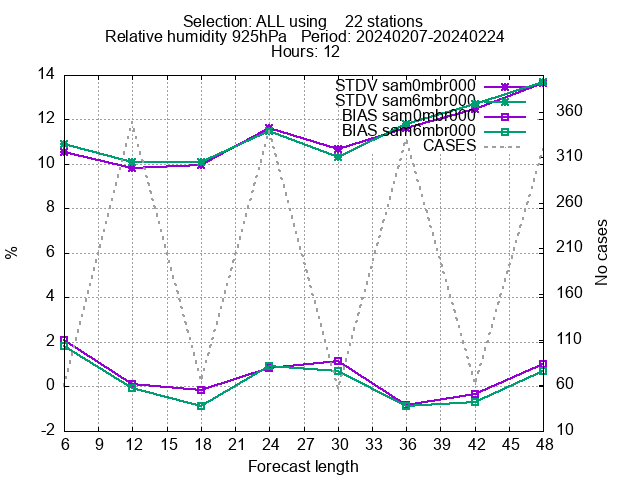 Selection: ALL using    22 stations
Relative humidity 925hPa   Period: 20240207-20240224
Hours: 12
STDV sam0mbr000
STDV sam6mbr000
BIAS sam0mbr000
BIAS sam6mbr000
CASES
14
12
10
8
6
4
2
0
-2
%
360
310
260
210
160
110
60
10
No cases
6 9 12 15 18 21 24 27 30 33 36 39 42 45 48
Forecast length